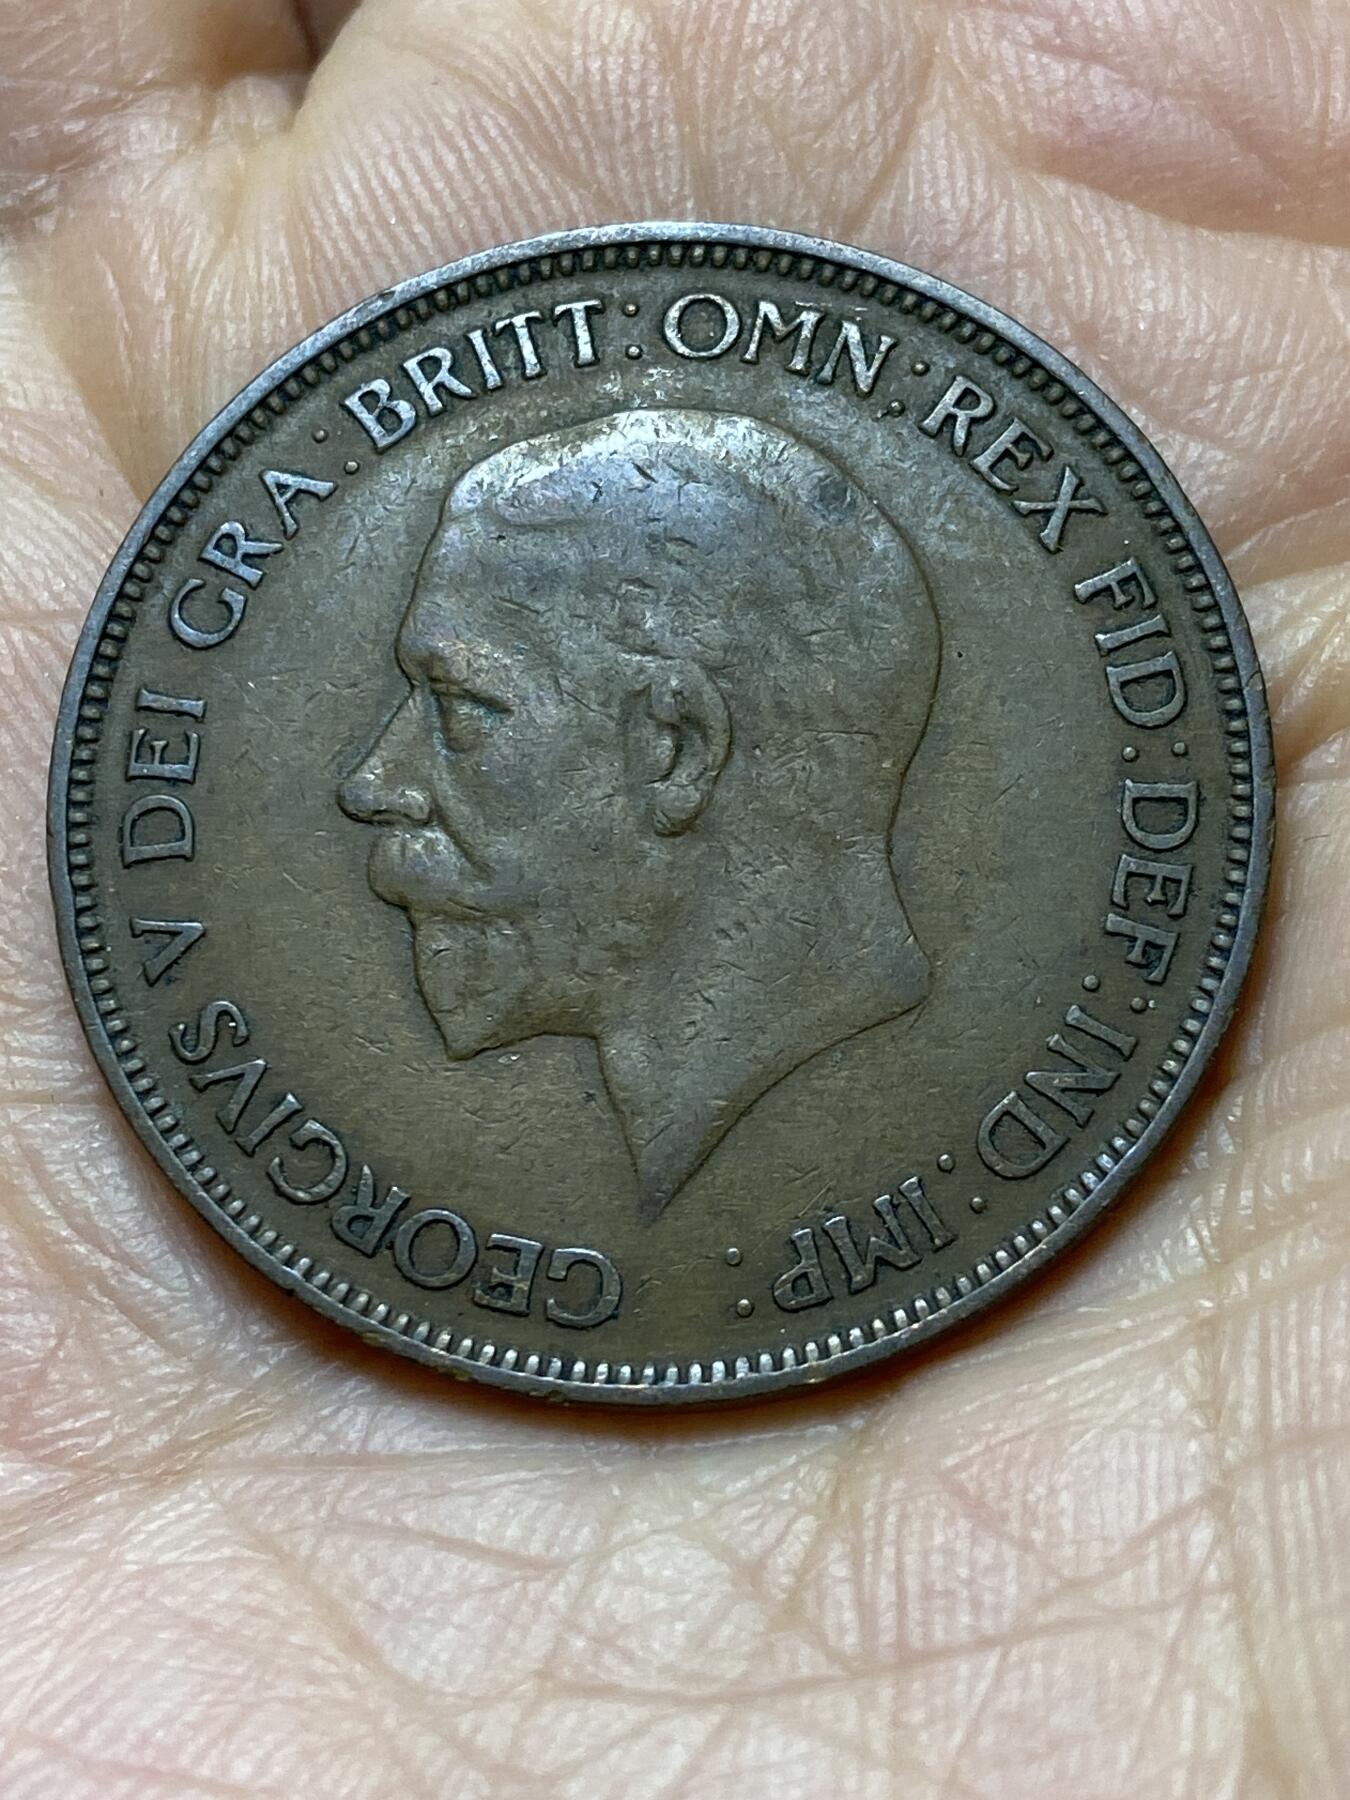 GEORGIVS V DEI GRA: BRITT: OMN: REX FID: DEF: IND: IMP: